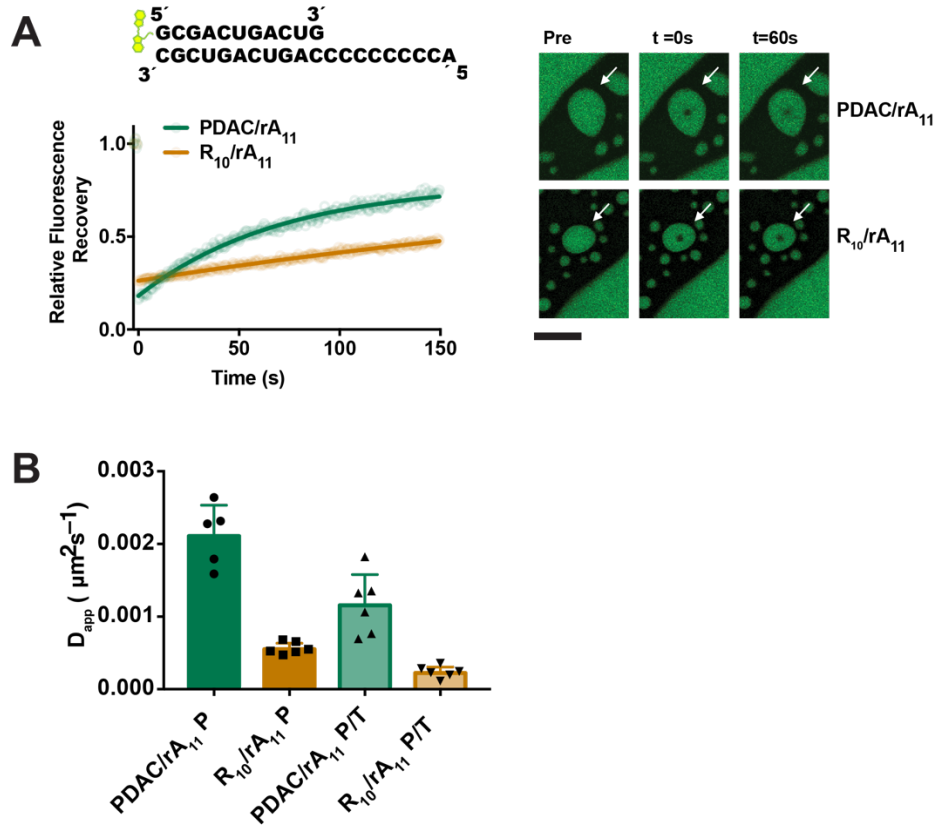 A
5´ 3´
GCGACUGACUG
CGCUGACUGACCCCCCCCCA
3´ 5
Pre t=0s t=60s
PDAC/rA11
R10/rA11
PDAC/rA11
R10/rA11
Relative Fluorescence
Recovery
1.0
0.5
0.0
0 50 100 150
Time (s)
B
Dapp ( µm²s⁻¹)
0.003
0.002
0.001
0.000
PDAC/rA11 P
R10/rA11 P
PDAC/rA11 P/T
R10/rA11 P/T